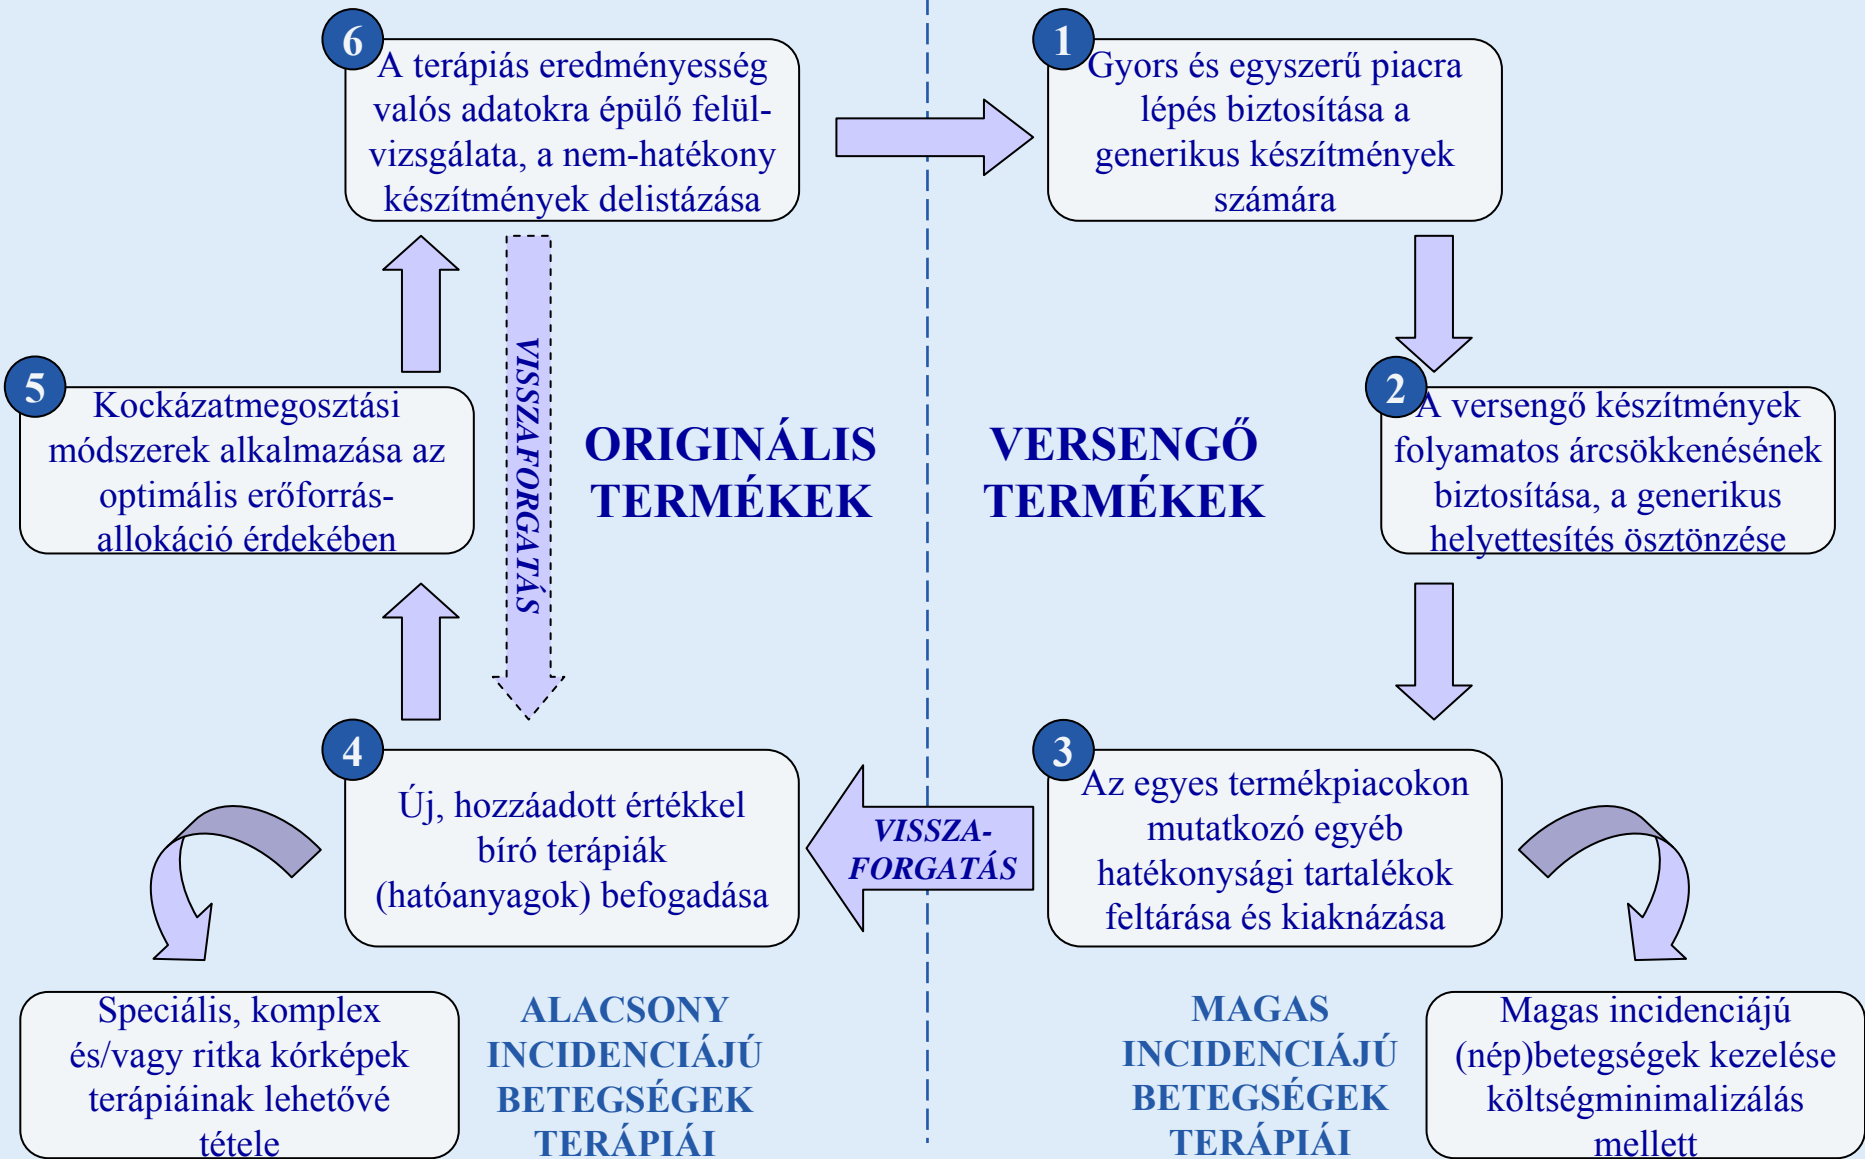 6
A terápiás eredményesség
valós adatokra épülő felül-
vizsgálata, a nem-hatékony
készítmények delistázása
1
Gyors és egyszerű piacra
lépés biztosítása a
generikus készítmények
számára
5
Kockázatmegosztási
módszerek alkalmazása az
optimális erőforrás-
allokáció érdekében
VISSZAFORGATÁS
ORIGINÁLIS
TERMÉKEK
VERSENGŐ
TERMÉKEK
2
A versengő készítmények
folyamatos árcsökkenésének
biztosítása, a generikus
helyettesítés ösztönzése
4
Új, hozzáadott értékkel
bíró terápiák
(hatóanyagok) befogadása
VISSZA-
FORGATÁS
3
Az egyes termékpiacokon
mutatkozó egyéb
hatékonysági tartalékok
feltárása és kiaknázása
Speciális, komplex
és/vagy ritka kórképek
terápiáinak lehetővé
tétele
ALACSONY
INCIDENCIÁJÚ
BETEGSÉGEK
TERÁPIÁI
MAGAS
INCIDENCIÁJÚ
BETEGSÉGEK
TERÁPIÁI
Magas incidenciájú
(nép)betegségek kezelése
költségminimalizálás
mellett